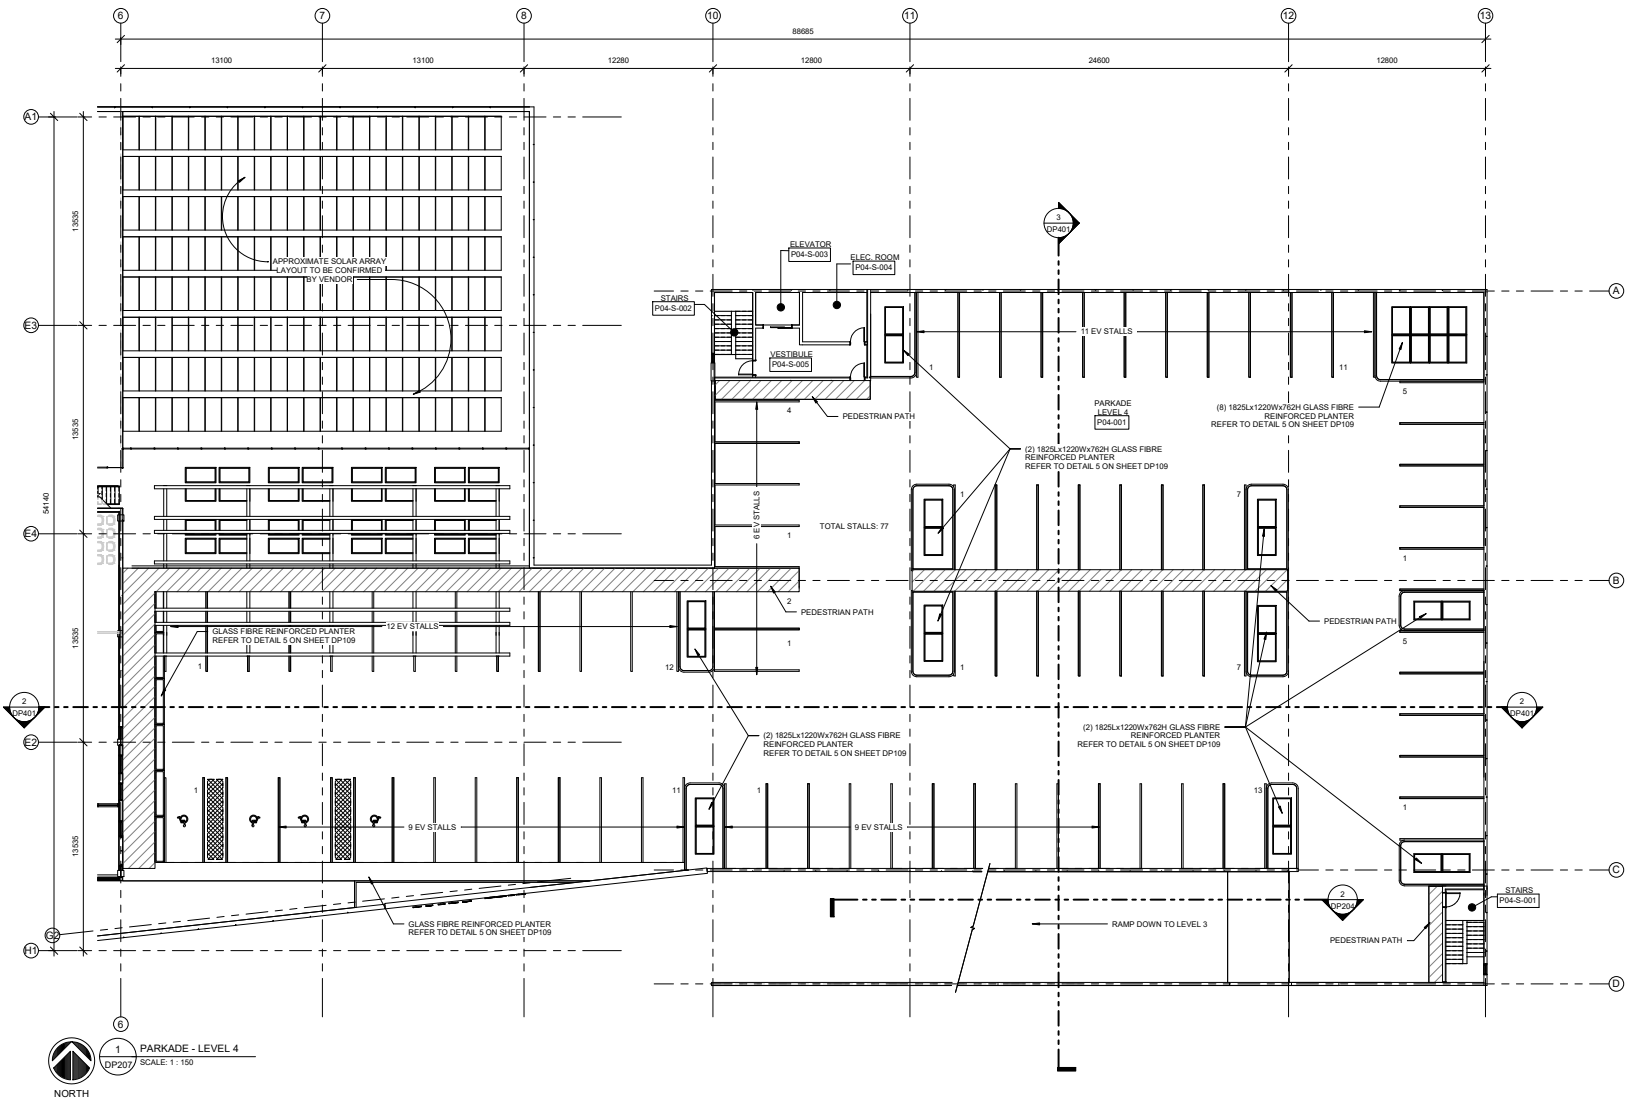 6
7
8
10
11
12
13
88685
13100
13100
12280
12800
24600
12800
A1
E3
E4
E2
G2
H1
54140
13535
13535
13535
13535
A
B
C
D
APPROXIMATE SOLAR ARRAY
LAYOUT TO BE CONFIRMED
BY VENDOR
3
DP401
ELEVATOR
P04-S-003
ELEC. ROOM
P04-S-004
STAIRS
P04-S-002
VESTIBULE
P04-S-005
11 EV STALLS
1
11
5
4
PEDESTRIAN PATH
PARKADE
LEVEL 4
P04-001
(8) 1825Lx1220Wx762H GLASS FIBRE
REINFORCED PLANTER
REFER TO DETAIL 5 ON SHEET DP109
(2) 1825Lx1220Wx762H GLASS FIBRE
REINFORCED PLANTER
REFER TO DETAIL 5 ON SHEET DP109
6 EV STALLS
1
7
TOTAL STALLS: 77
1
1
2
PEDESTRIAN PATH
PEDESTRIAN PATH
12 EV STALLS
GLASS FIBRE REINFORCED PLANTER
REFER TO DETAIL 5 ON SHEET DP109
1
12
1
1
7
5
2
DP401
2
DP401
(2) 1825Lx1220Wx762H GLASS FIBRE
REINFORCED PLANTER
REFER TO DETAIL 5 ON SHEET DP109
(2) 1825Lx1220Wx762H GLASS FIBRE
REINFORCED PLANTER
REFER TO DETAIL 5 ON SHEET DP109
1
11
1
13
1
9 EV STALLS
9 EV STALLS
GLASS FIBRE REINFORCED PLANTER
REFER TO DETAIL 5 ON SHEET DP109
RAMP DOWN TO LEVEL 3
2
DP204
STAIRS
P04-S-001
PEDESTRIAN PATH
6
1
DP207
PARKADE - LEVEL 4
SCALE: 1 : 150
NORTH